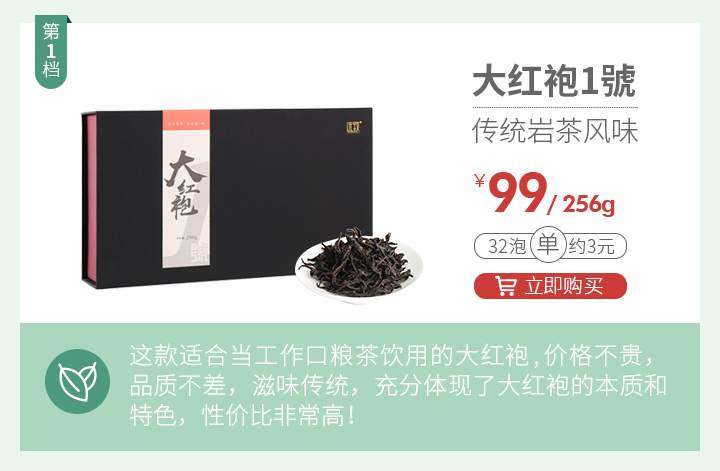 第
1
档
大红袍1號
传统岩茶风味
大
红
袍
¥99/ 256g
32泡 单 约3元
立即购买
这款适合当工作口粮茶饮用的大红袍,价格不贵，
品质不差，滋味传统，充分体现了大红袍的本质和
特色，性价比非常高!